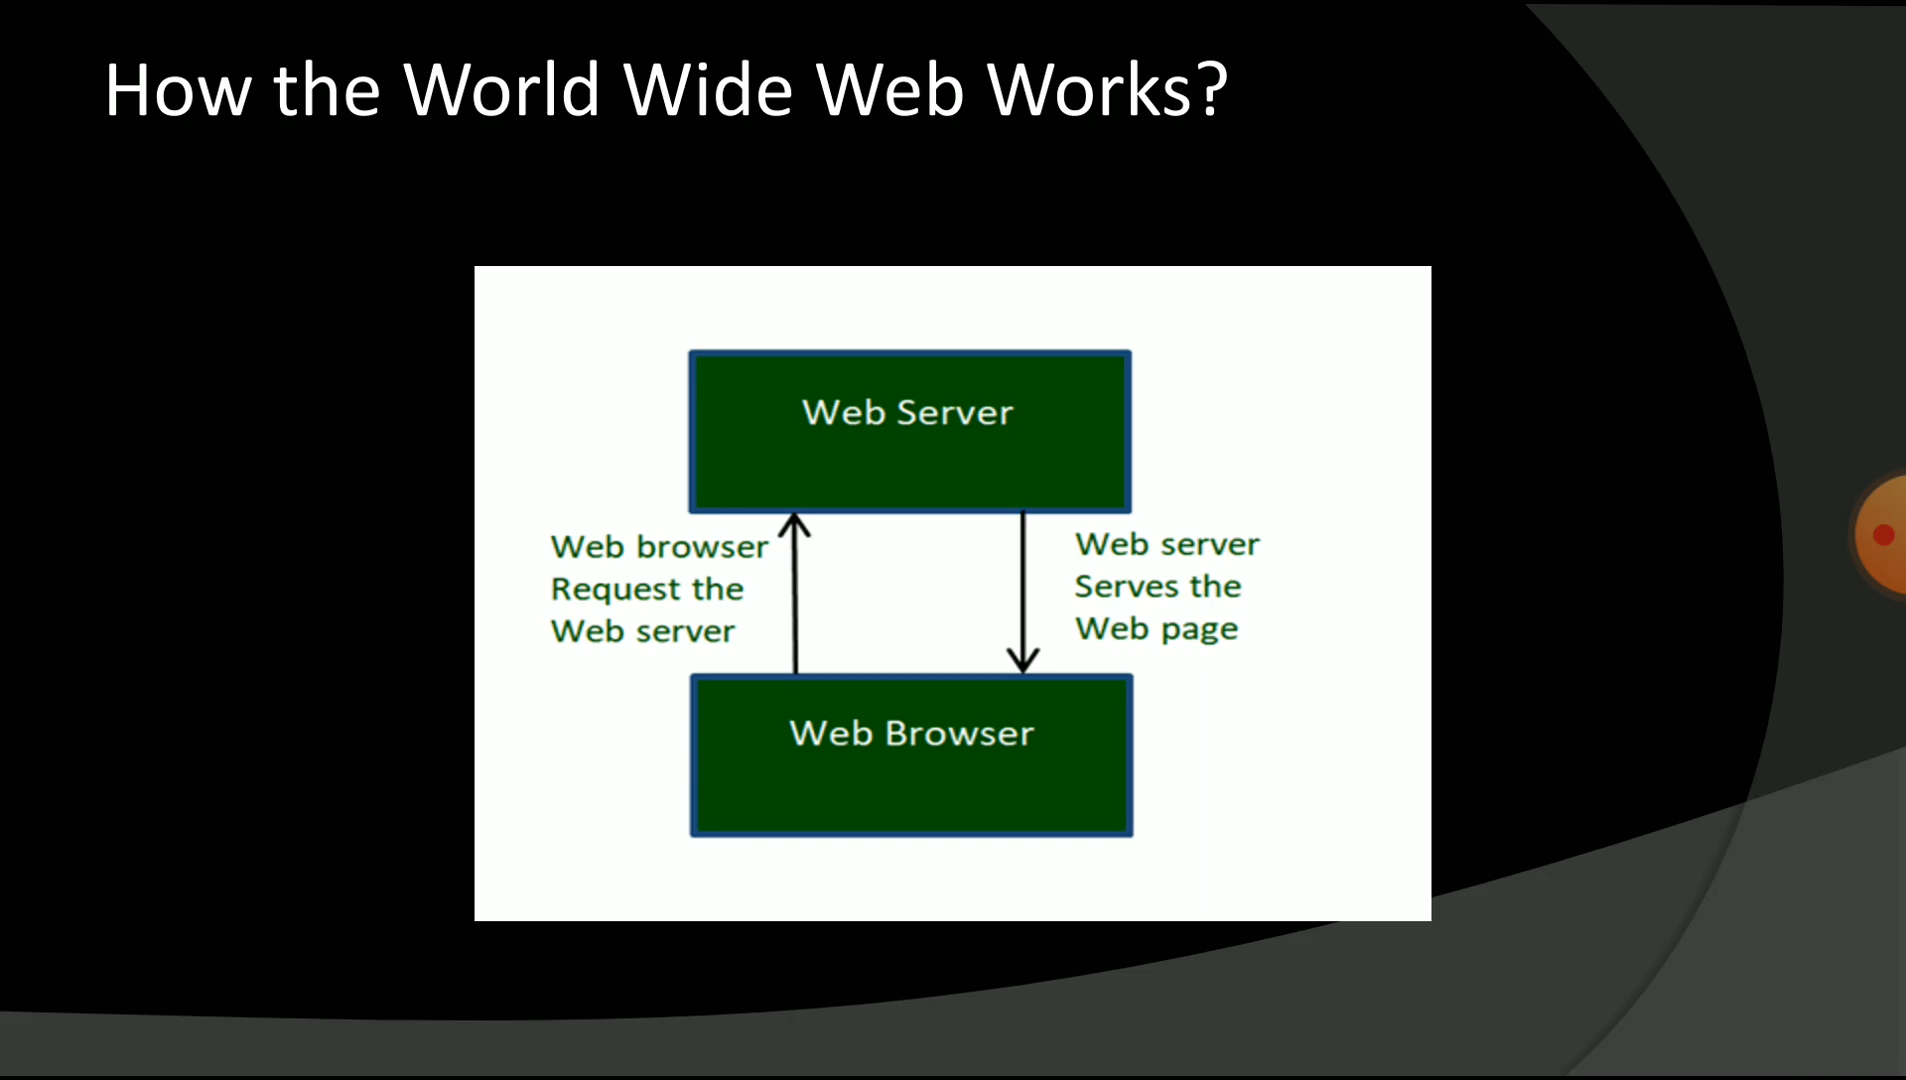 How the World Wide Web Works?
Web Server
Web browser
Request the
Web server
Web server
Serves the
Web page
Web Browser